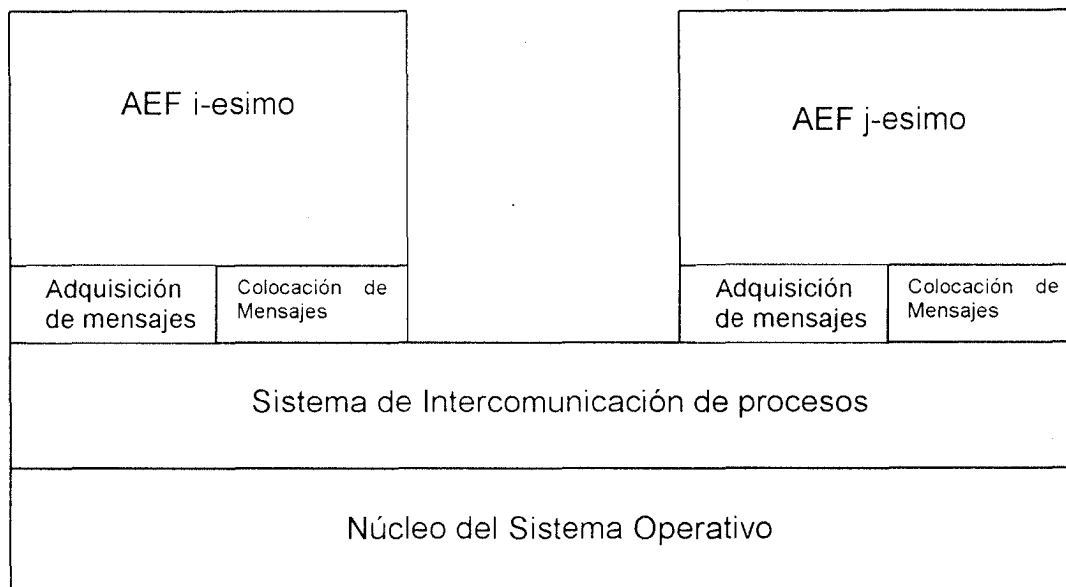 AEF i-esimo
AEF j-esimo
Adquisición
de mensajes
Colocación de
Mensajes
Adquisición
de mensajes
Colocación de
Mensajes
Sistema de Intercomunicación de procesos
Núcleo del Sistema Operativo